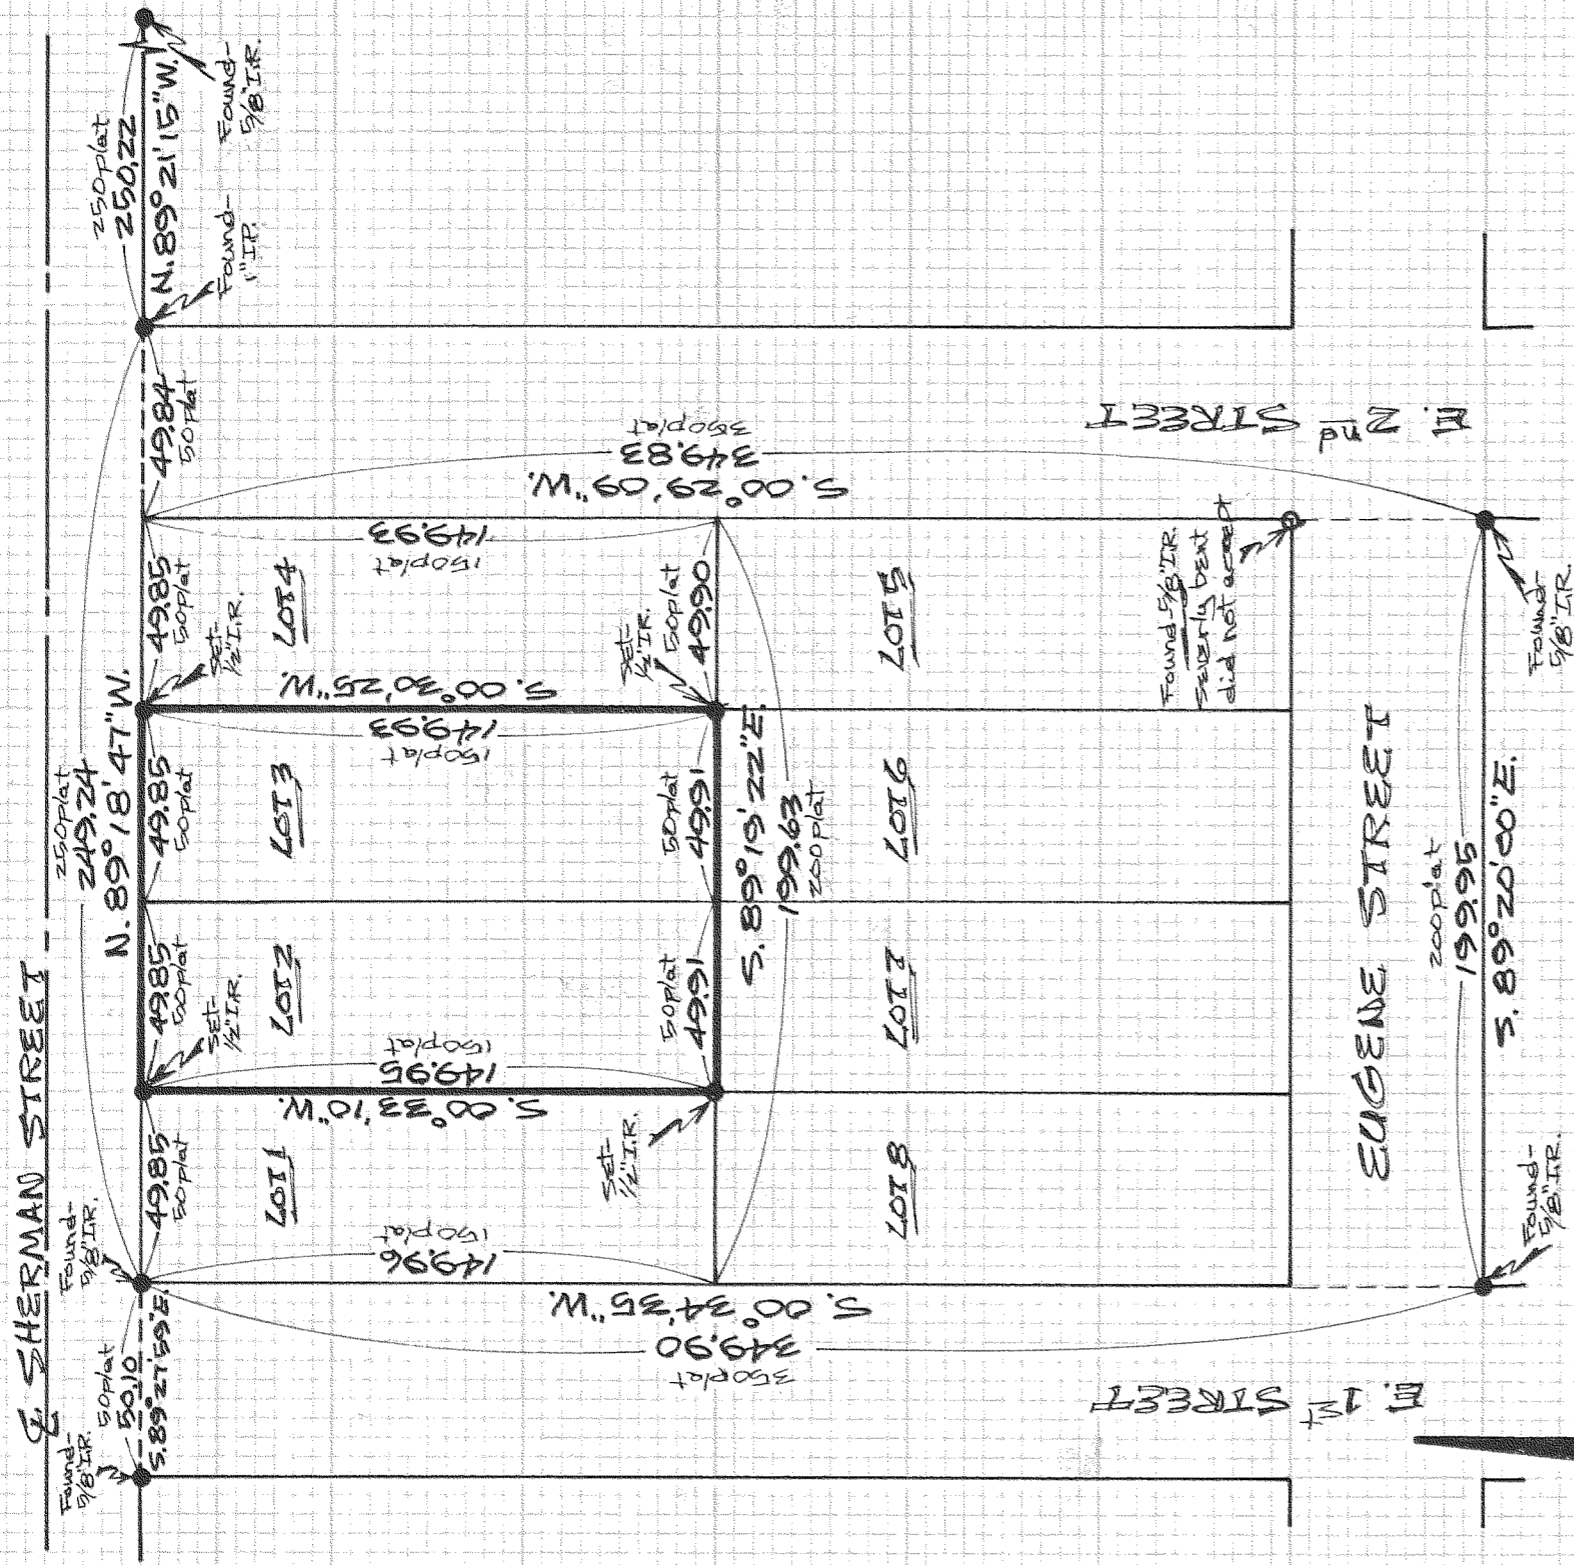 ℄ SHERMAN STREET
250plat
249.24
N. 89° 18' 47" W.
250plat
250.22
N. 89° 21' 15" W.
Found-
5/8" I.R.
Found-
1" I.P.
Found-
5/8" I.R.
50plat
50.10
S. 89° 27' 59" E.
Found-
5/8" I.R.
49.85
50plat
49.85
50plat
49.85
50plat
49.85
50plat
49.84
50plat
Set-
1/2" I.R.
Set-
1/2" I.R.
LOT 1
LOT 2
LOT 3
LOT 4
150plat
149.96
150plat
149.95
S. 00° 33' 10" W.
150plat
149.93
S. 00° 30' 25" W.
150plat
149.93
S. 00° 29' 09" W.
349.83
350plat
S. 00° 34' 35" W.
349.90
350plat
Set-
1/2" I.R.
50plat
49.91
50plat
49.91
Set-
1/2" I.R.
50plat
49.90
S. 89° 19' 22" E.
199.63
200plat
LOT 8
LOT 7
LOT 6
LOT 5
Found-5/8" I.R.
Severly bent
did not accept
E. 1st STREET
E. 2nd STREET
EUGENE STREET
200plat
199.95
S. 89° 20' 00" E.
Found-
5/8" I.R.
Found-
5/8" I.R.